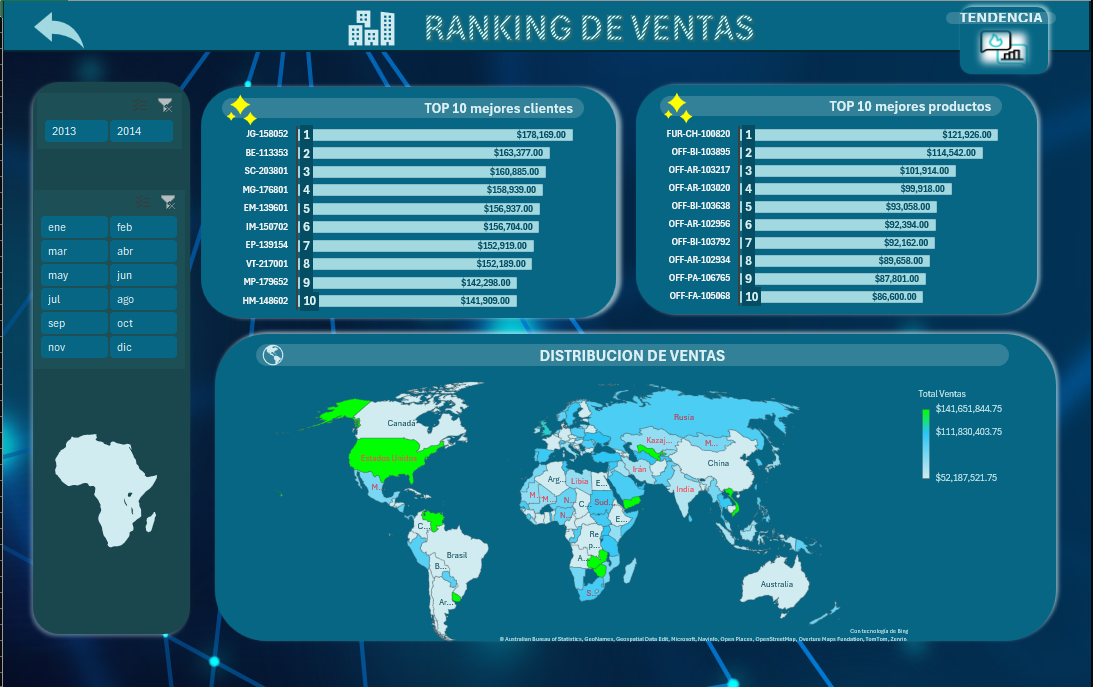 TENDENCIA
RANKING DE VENTAS
2013 2014
ene feb
mar abr
may jun
jul ago
sep oct
nov dic
TOP 10 mejores clientes
JG-158052 1 $178,169.00
BE-113353 2 $163,377.00
SC-203801 3 $160,885.00
MG-176801 4 $158,939.00
EM-139601 5 $156,937.00
IM-150702 6 $156,704.00
EP-139154 7 $152,919.00
VT-217001 8 $152,189.00
MP-179652 9 $142,298.00
HM-148602 10 $141,909.00
TOP 10 mejores productos
FUR-CH-100820 1 $121,926.00
OFF-BI-103895 2 $114,542.00
OFF-AR-103217 3 $101,914.00
OFF-AR-103020 4 $99,918.00
OFF-BI-103638 5 $93,058.00
OFF-AR-102956 6 $92,394.00
OFF-BI-103792 7 $92,162.00
OFF-AR-102934 8 $89,658.00
OFF-PA-106765 9 $87,801.00
OFF-FA-105068 10 $86,600.00
DISTRIBUCION DE VENTAS
Total Ventas
$141,651,844.75
$111,830,403.75
$52,187,521.75
Canadá
Rusia
Estados Unidos
Kazaj...
M...
China
Irán
India
M...
Arg...
Libia
E...
M...
M...
N...
C...
Sud...
N...
E...
C...
Brasil
Re
p...
A...
B...
S...
Ar...
Australia
Con tecnología de Bing
© Australian Bureau of Statistics, GeoNames, Geospatial Data Edit, Microsoft, Navinfo, Open Places, OpenStreetMap, Overture Maps Fundation, TomTom, Zenrin